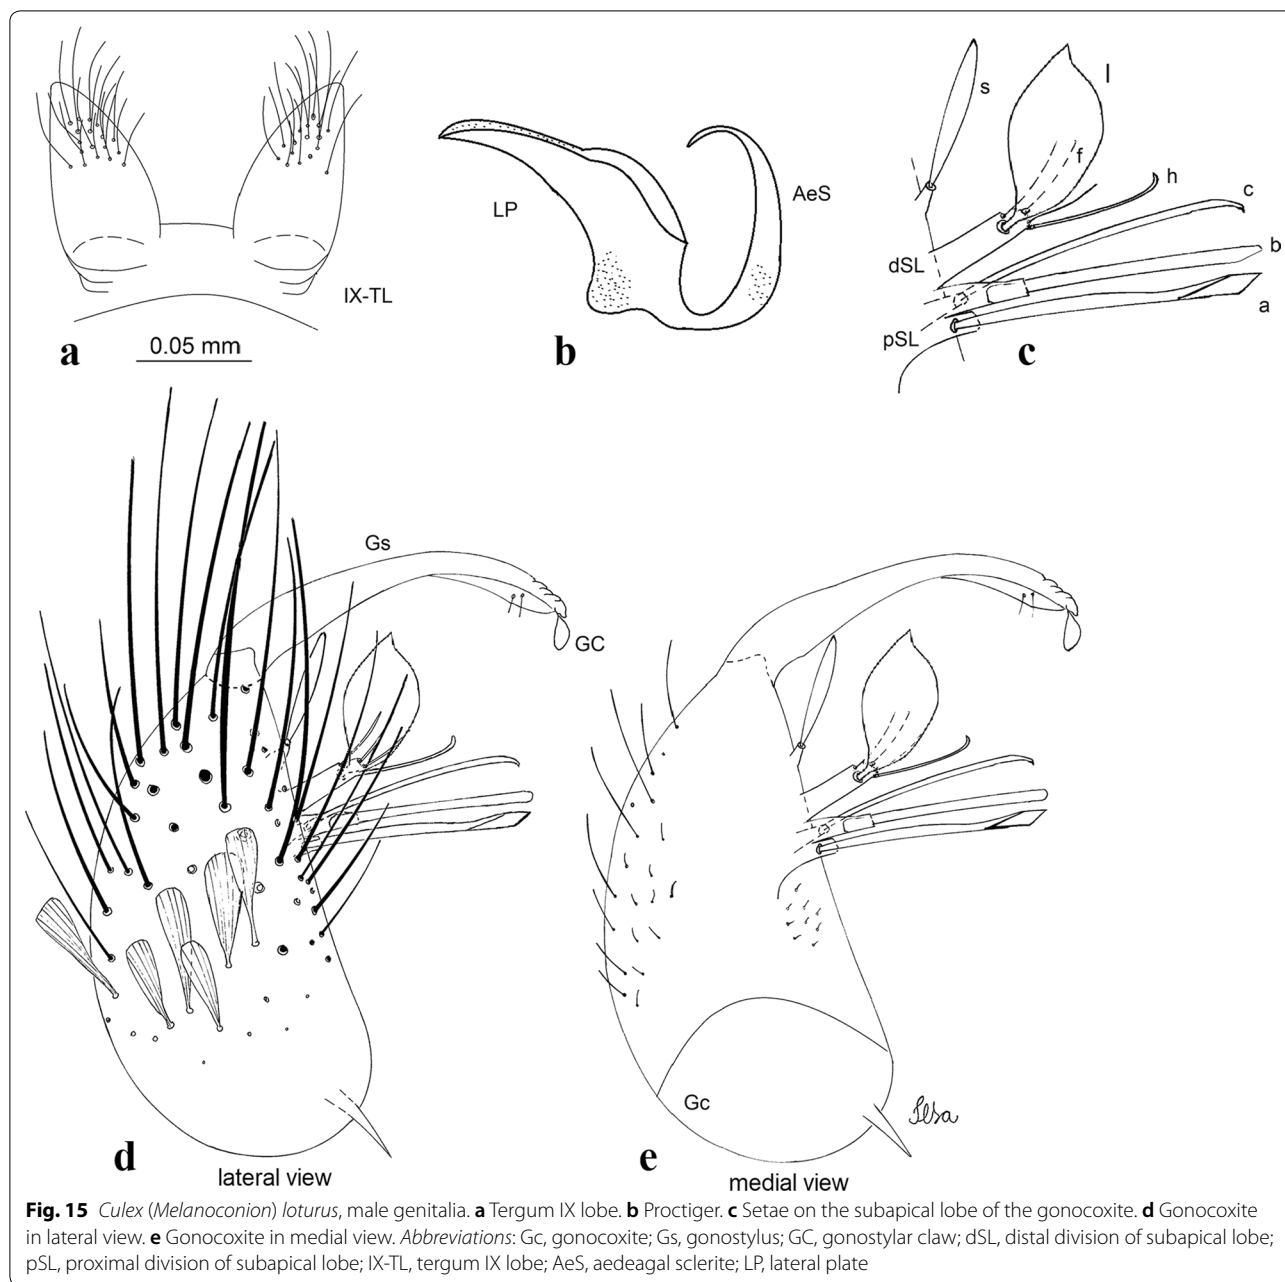 s
l
f
h
c
b
a
AeS
LP
dSL
pSL
IX-TL
a
0.05 mm
b
c
Gs
GC
Gc
d
lateral view
e
medial view
Fig. 15 Culex (Melanoconion) loturus, male genitalia. a Tergum IX lobe. b Proctiger. c Setae on the subapical lobe of the gonocoxite. d Gonocoxite
in lateral view. e Gonocoxite in medial view. Abbreviations: Gc, gonocoxite; Gs, gonostylus; GC, gonostylar claw; dSL, distal division of subapical lobe;
pSL, proximal division of subapical lobe; IX-TL, tergum IX lobe; AeS, aedeagal sclerite; LP, lateral plate